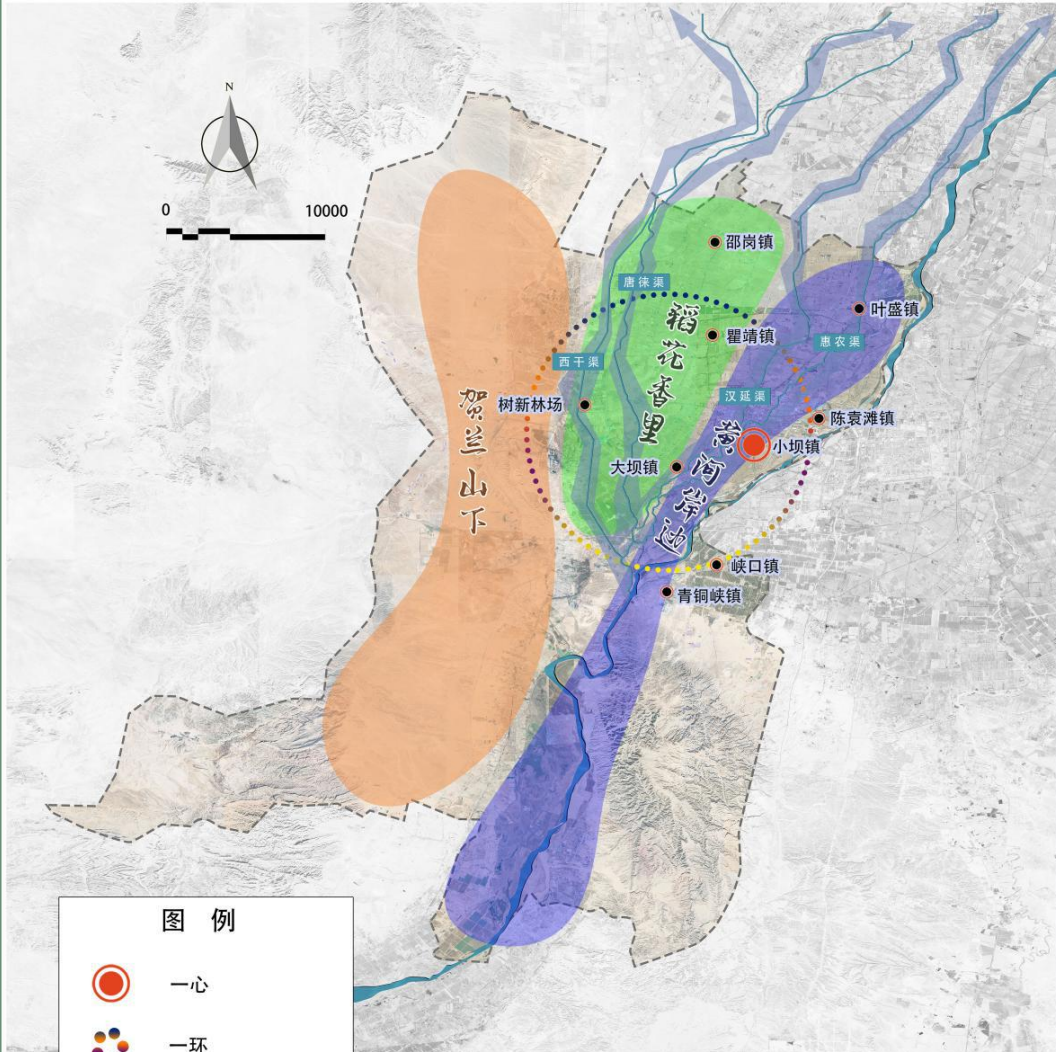 N
0 10000
邵岗镇
唐徕渠
叶盛镇
稻花香里
瞿靖镇
惠农渠
西干渠
贺兰山下
汉延渠
树新林场
陈袁滩镇
黄河岸边
小坝镇
大坝镇
峡口镇
青铜峡镇
图 例
一心
一环